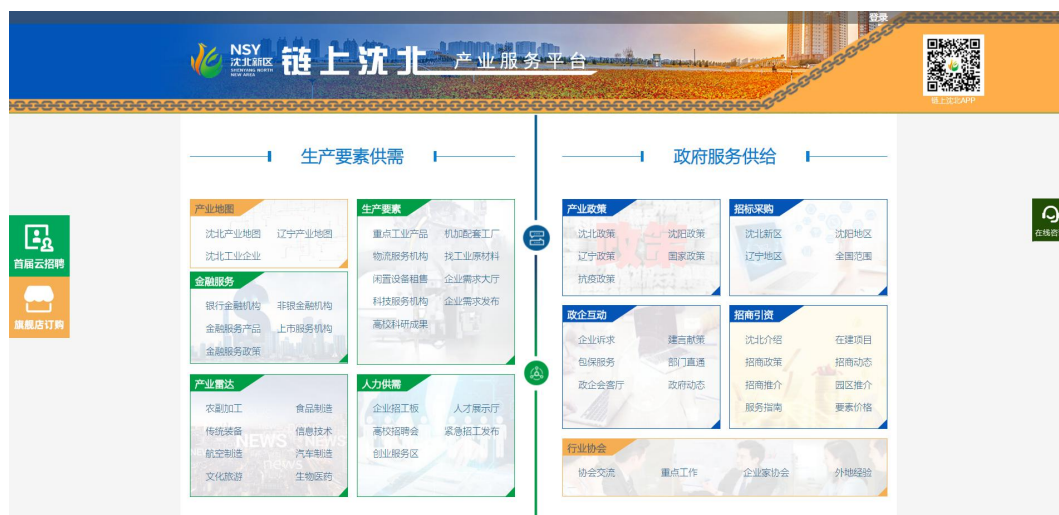 登录
NSY
沈北新区
SHENYANG NORTH
NEW AREA
链上沈北 产业服务平台
链上沈北APP
生产要素供需
政府服务供给
首届云招聘
旗舰店订购
产业地图
沈北产业地图 辽宁产业地图
沈北工业企业
金融服务
银行金融机构 非银金融机构
金融服务产品 上市服务机构
金融服务政策
生产要素
重点工业产品 机加配套工厂
物流服务机构 找工业原材料
闲置设备租售 企业需求大厅
科技服务机构 企业需求发布
高校科研成果
产业雷达
农副加工 食品制造
传统装备 信息技术
航空制造 汽车制造
文化旅游 生物医药
NEWS NEWS
news
人力供需
企业招工板 人才展示厅
高校招聘会 紧急招工发布
创业服务区
产业政策
沈北政策 沈阳政策
辽宁政策 国家政策
抗疫政策
招标采购
沈北新区 沈阳地区
辽宁地区 全国范围
政企互动
企业诉求 建言献策
包保服务 部门直通
政企会客厅 政府动态
招商引资
沈北介绍 在建项目
招商政策 招商动态
招商推介 园区推介
服务指南 要素价格
行业协会
协会交流 重点工作 企业家协会 外地经验